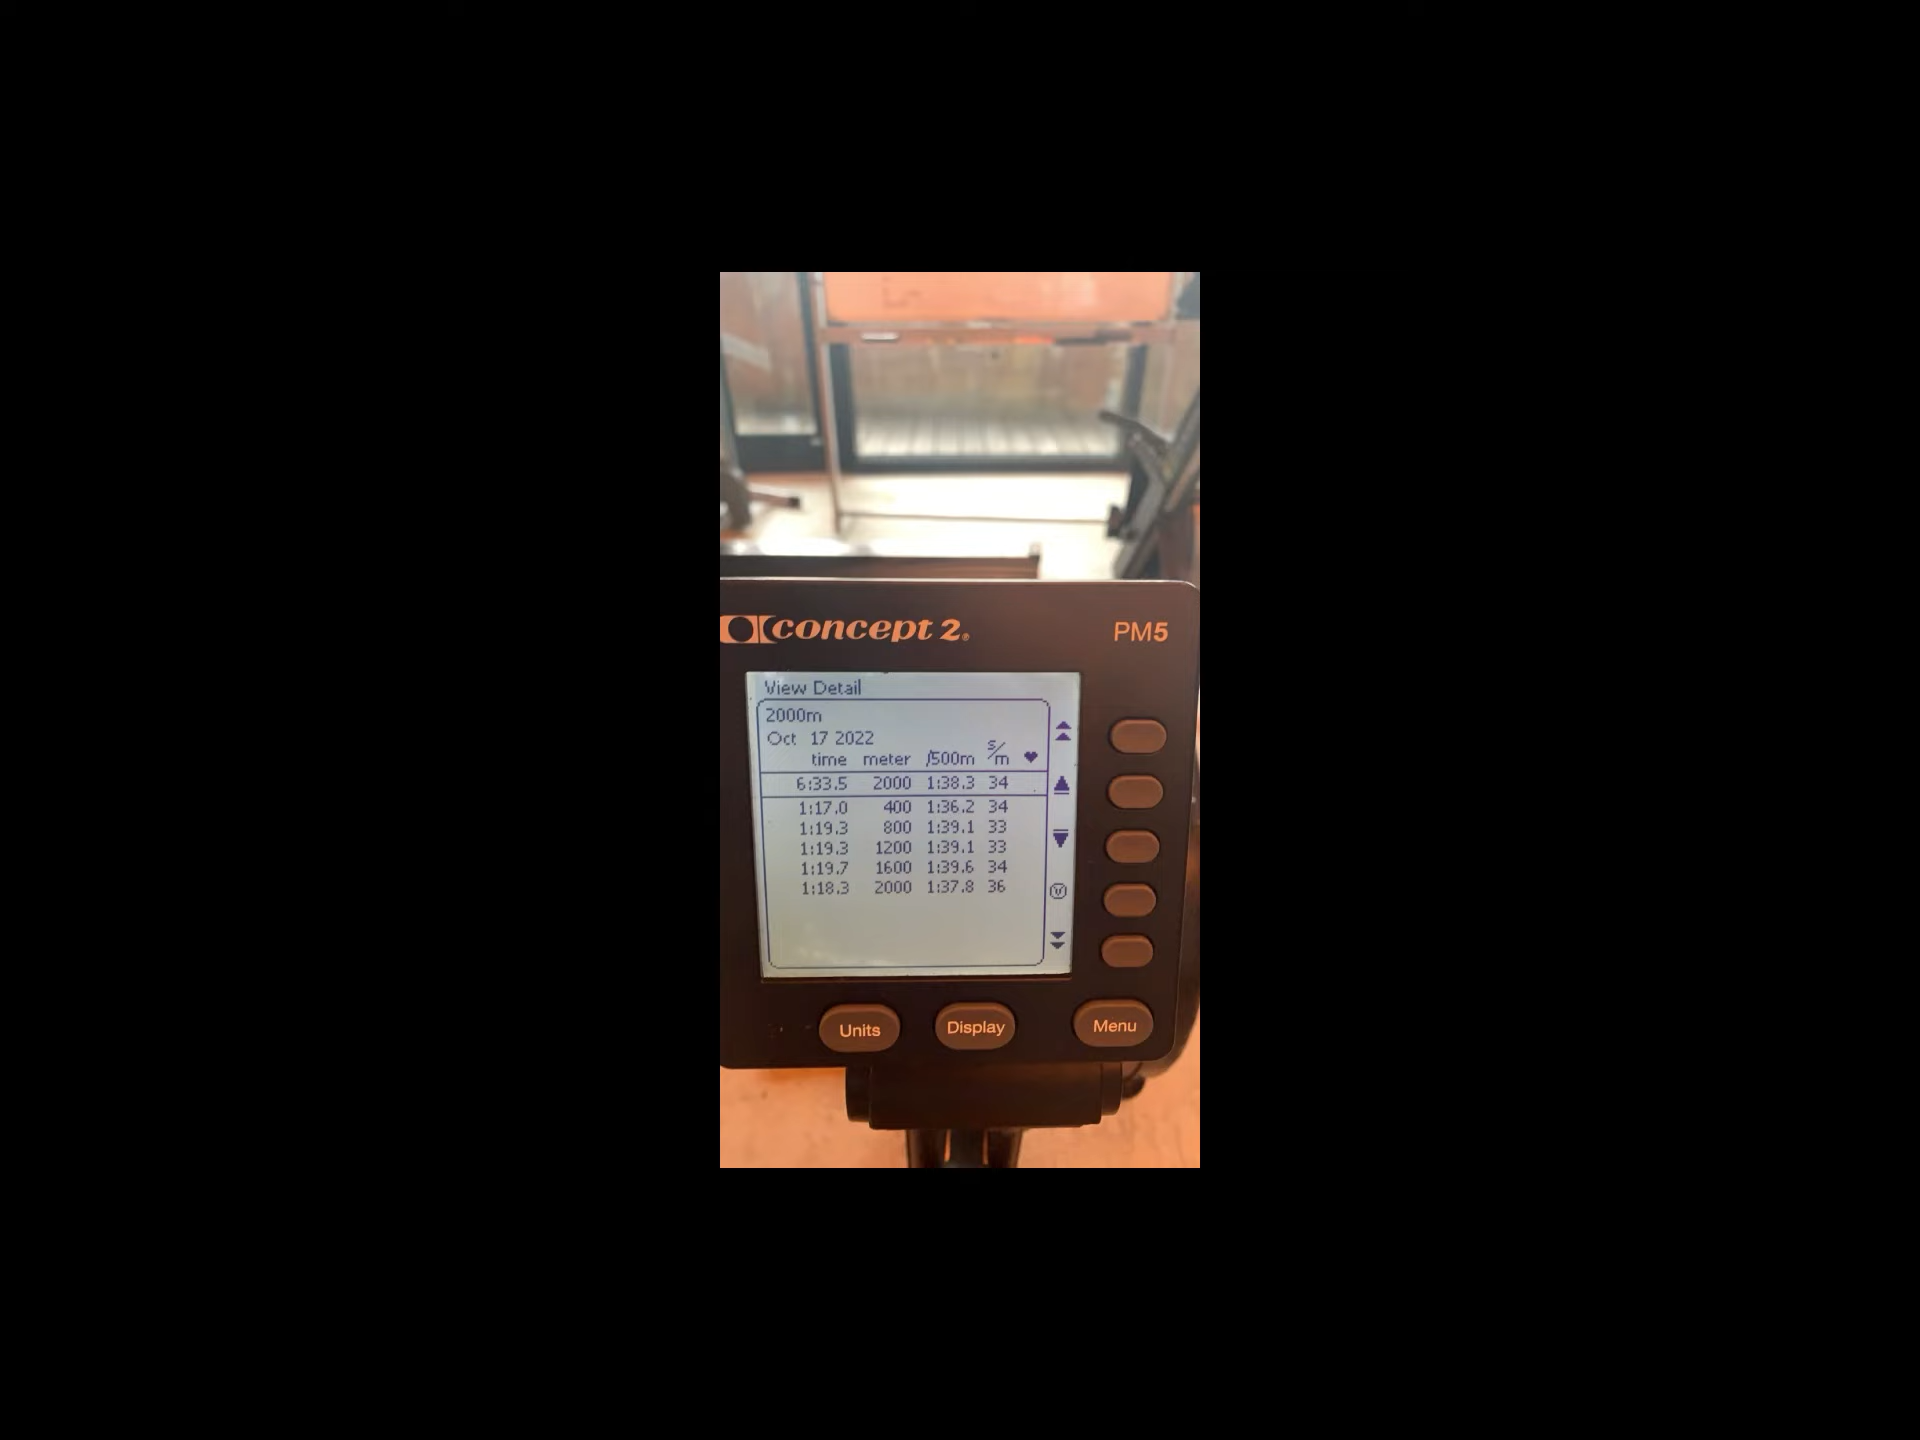 concept 2®
PM5
View Detail
2000m
Oct 17 2022
time meter /500m s/m ♥
6:33.5 2000 1:38.3 34
1:17.0 400 1:36.2 34
1:19.3 800 1:39.1 33
1:19.3 1200 1:39.1 33
1:19.7 1600 1:39.6 34
1:18.3 2000 1:37.8 36
Units Display Menu